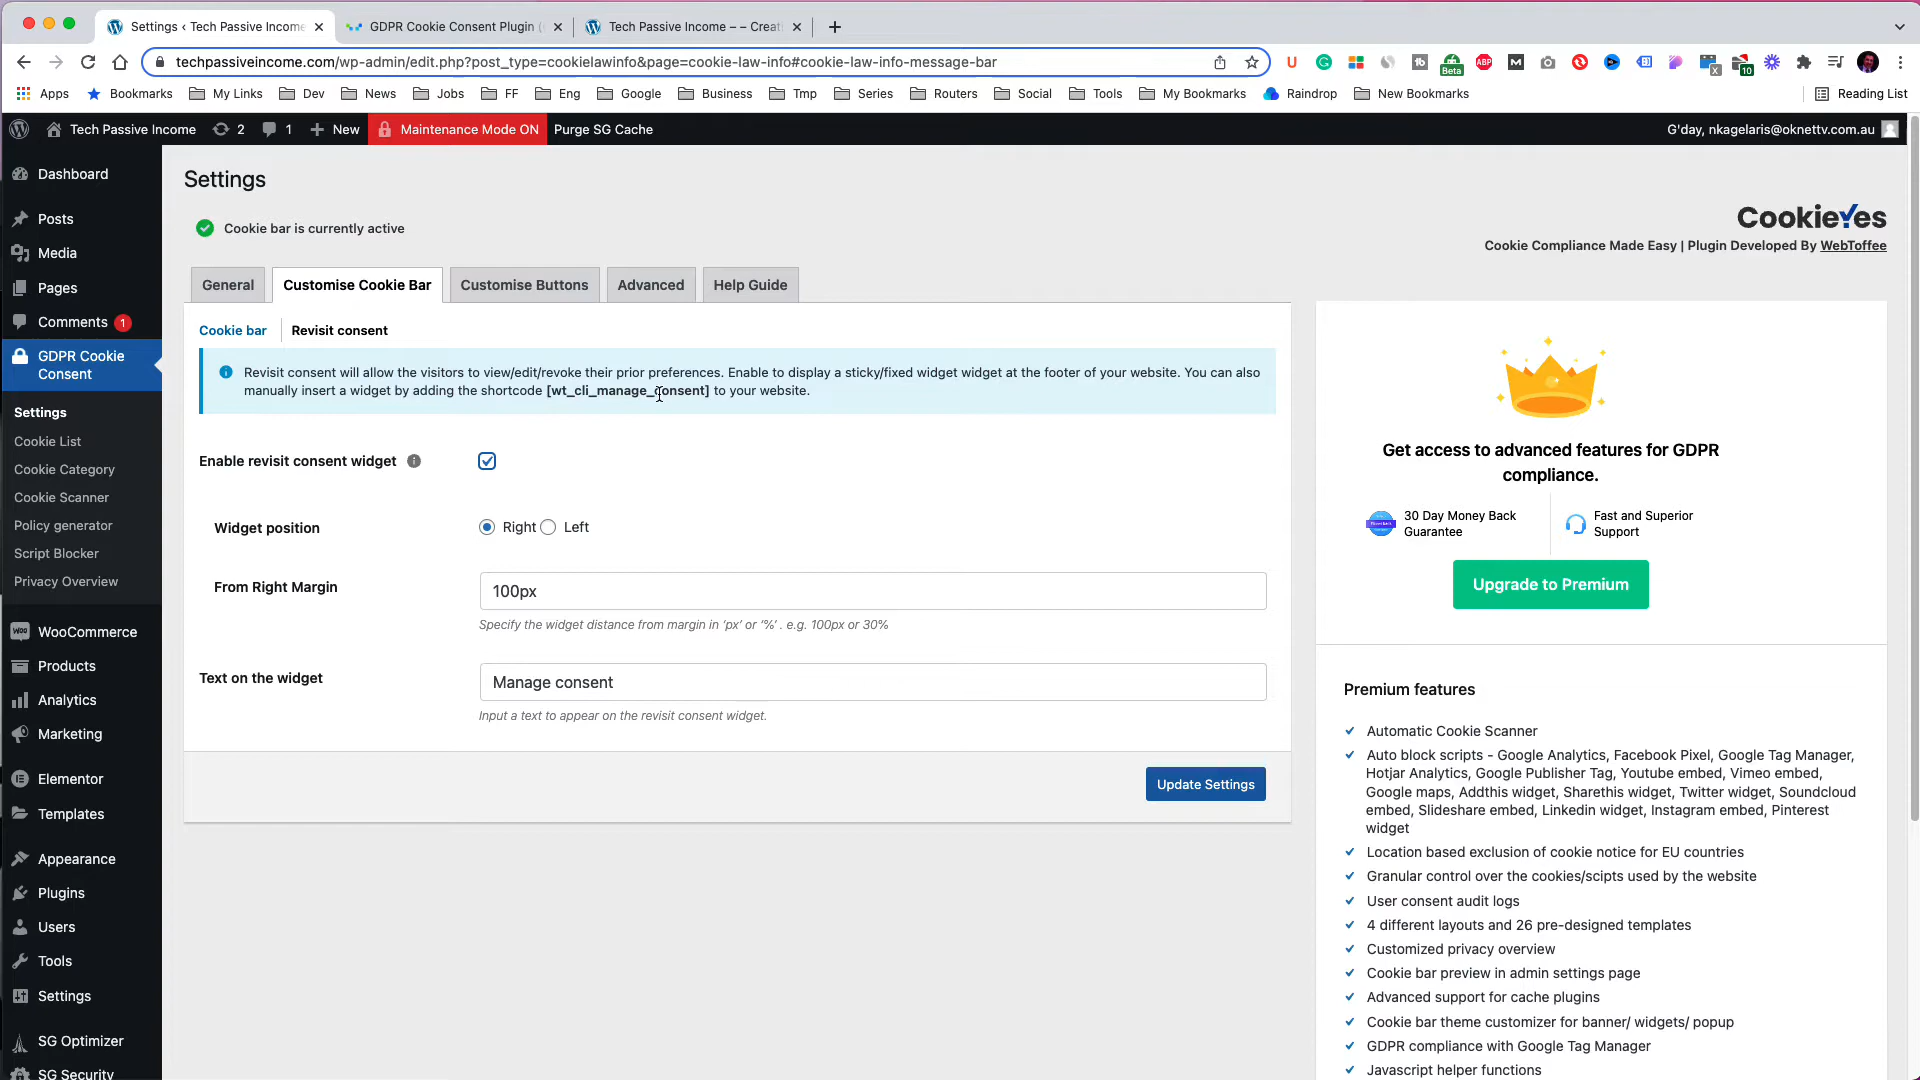 Settings ‹ Tech Passive Income
GDPR Cookie Consent Plugin (
Tech Passive Income – – Creati
techpassiveincome.com/wp-admin/edit.php?post_type=cookielawinfo&page=cookie-law-info#cookie-law-info-message-bar
Apps
Bookmarks
My Links
Dev
News
Jobs
FF
Eng
Google
Business
Tmp
Series
Routers
Social
Tools
My Bookmarks
Raindrop
New Bookmarks
Reading List
Tech Passive Income
2
1
New
Maintenance Mode ON
Purge SG Cache
G'day, nkagelaris@oknettv.com.au
Dashboard
Posts
Media
Pages
Comments 1
GDPR Cookie
Consent
Settings
Cookie List
Cookie Category
Cookie Scanner
Policy generator
Script Blocker
Privacy Overview
WooCommerce
Products
Analytics
Marketing
Elementor
Templates
Appearance
Plugins
Users
Tools
Settings
SG Optimizer
SG Security
Settings
Cookie bar is currently active
CookieYes
Cookie Compliance Made Easy | Plugin Developed By WebToffee
General
Customise Cookie Bar
Customise Buttons
Advanced
Help Guide
Cookie bar
Revisit consent
Revisit consent will allow the visitors to view/edit/revoke their prior preferences. Enable to display a sticky/fixed widget widget at the footer of your website. You can also
manually insert a widget by adding the shortcode [wt_cli_manage_consent] to your website.
Enable revisit consent widget
Widget position
Right
Left
From Right Margin
100px
Specify the widget distance from margin in 'px' or '%' . e.g. 100px or 30%
Text on the widget
Manage consent
Input a text to appear on the revisit consent widget.
Update Settings
Get access to advanced features for GDPR
compliance.
30 Day Money Back
Guarantee
Fast and Superior
Support
Upgrade to Premium
Premium features
Automatic Cookie Scanner
Auto block scripts - Google Analytics, Facebook Pixel, Google Tag Manager,
Hotjar Analytics, Google Publisher Tag, Youtube embed, Vimeo embed,
Google maps, Addthis widget, Sharethis widget, Twitter widget, Soundcloud
embed, Slideshare embed, Linkedin widget, Instagram embed, Pinterest
widget
Location based exclusion of cookie notice for EU countries
Granular control over the cookies/scipts used by the website
User consent audit logs
4 different layouts and 26 pre-designed templates
Customized privacy overview
Cookie bar preview in admin settings page
Advanced support for cache plugins
Cookie bar theme customizer for banner/ widgets/ popup
GDPR compliance with Google Tag Manager
Javascript helper functions